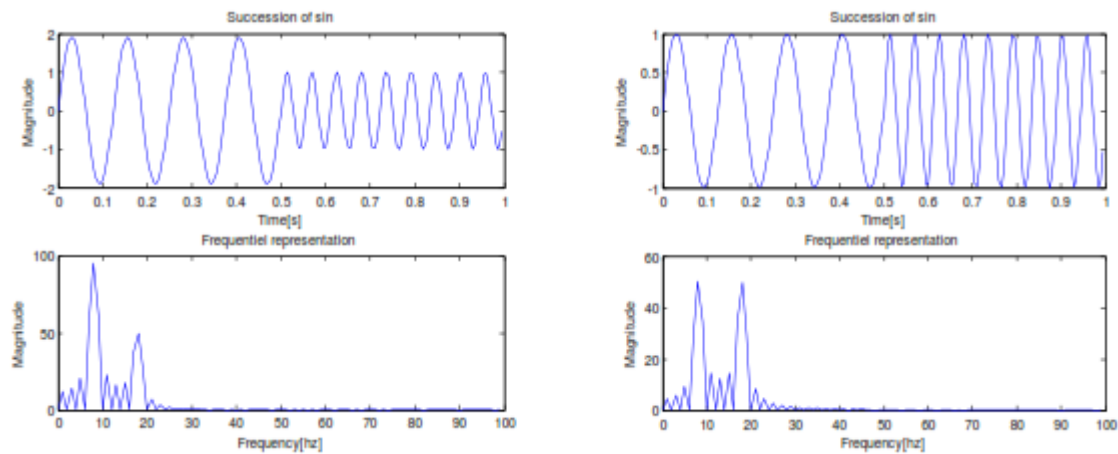 Succession of sin
2
1
0
-1
-2
Magnitude
0 0.1 0.2 0.3 0.4 0.5 0.6 0.7 0.8 0.9 1
Time[s]
Frequentiel representation
100
50
0
Magnitude
0 10 20 30 40 50 60 70 80 90 100
Frequency[hz]
Succession of sin
1
0.5
0
-0.5
-1
Magnitude
0 0.1 0.2 0.3 0.4 0.5 0.6 0.7 0.8 0.9 1
Time[s]
Frequentiel representation
60
40
20
0
Magnitude
0 10 20 30 40 50 60 70 80 90 100
Frequency[hz]